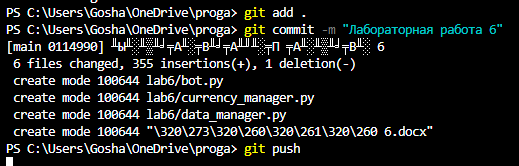 PS C:\Users\Gosha\OneDrive\proga> git add .
PS C:\Users\Gosha\OneDrive\proga> git commit -m "Лабораторная работа 6"
[main 0114990] 6
6 files changed, 355 insertions(+), 1 deletion(-)
create mode 100644 lab6/bot.py
create mode 100644 lab6/currency_manager.py
create mode 100644 lab6/data_manager.py
create mode 100644 "\320\273\320\260\320\261\320\260 6.docx"
PS C:\Users\Gosha\OneDrive\proga> git push